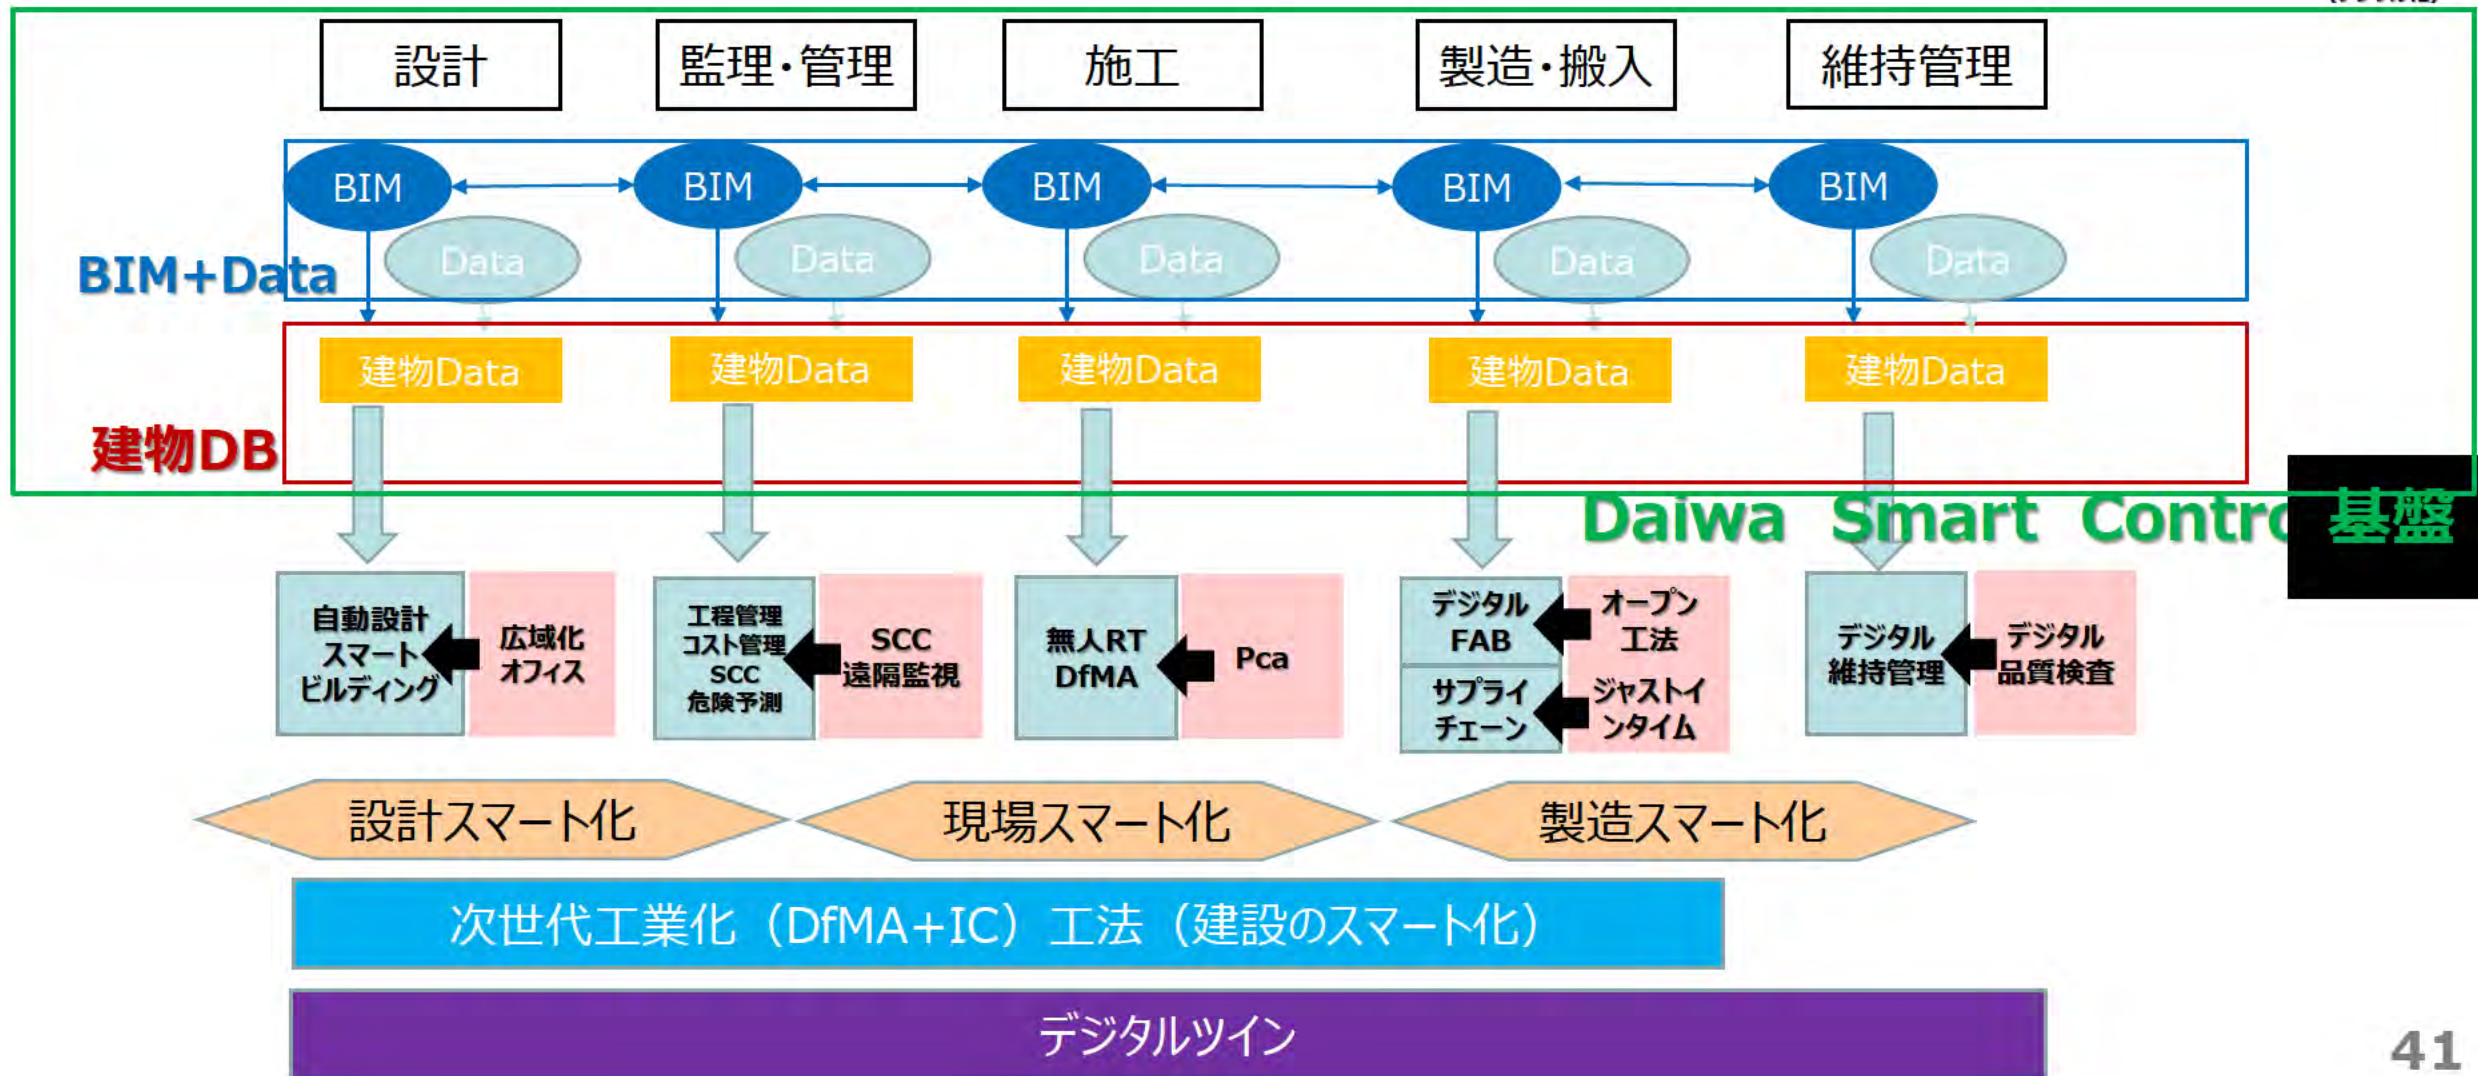 設計
監理・管理
施工
製造・搬入
維持管理
BIM
BIM
BIM
BIM
BIM
Data
Data
Data
Data
Data
BIM+Data
建物Data
建物Data
建物Data
建物Data
建物Data
建物DB
Daiwa Smart Contro
基盤
自動設計
スマート
ビルディング
広域化
オフィス
工程管理
コスト管理
SCC
危険予測
SCC
遠隔監視
無人RT
DfMA
Pca
デジタル
FAB
オープン
工法
サプライ
チェーン
ジャストイ
ンタイム
デジタル
維持管理
デジタル
品質検査
設計スマート化
現場スマート化
製造スマート化
次世代工業化（DfMA+IC）工法（建設のスマート化）
デジタルツイン
41